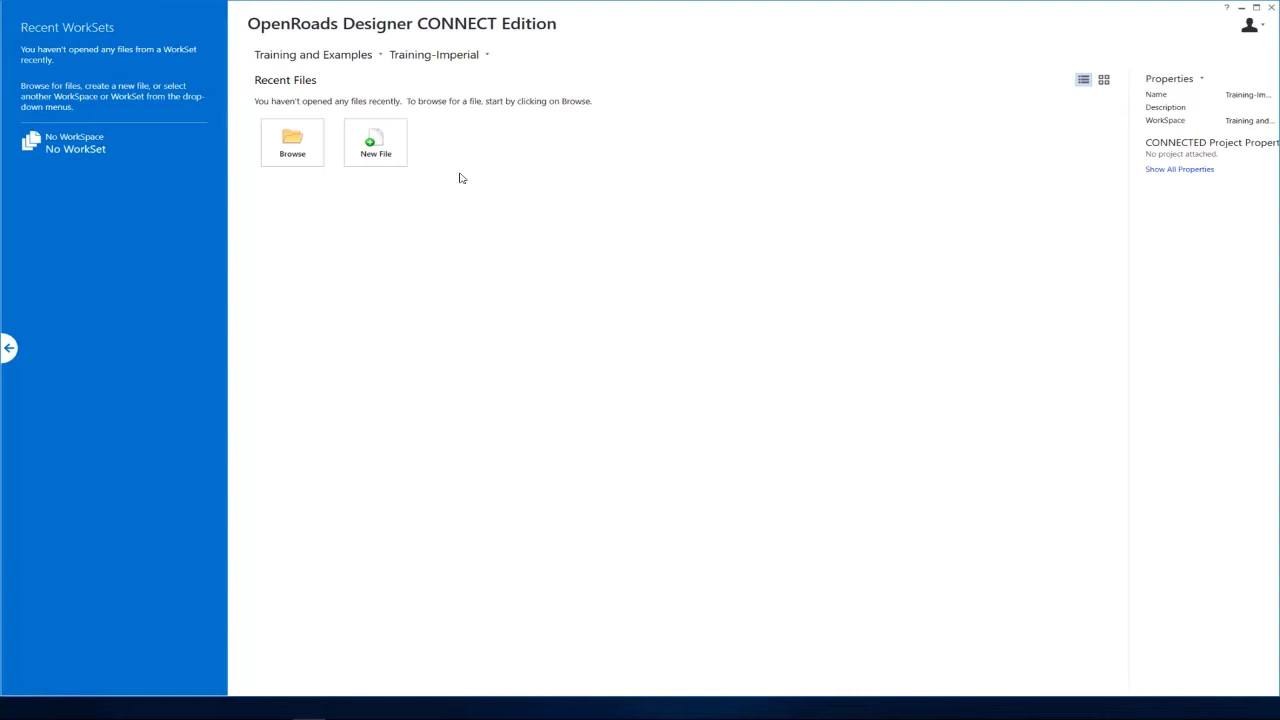 Recent WorkSets
You haven't opened any files from a WorkSet
recently.
Browse for files, create a new file, or select
another WorkSpace or WorkSet from the drop-
down menus.
No WorkSpace
No WorkSet
OpenRoads Designer CONNECT Edition
Training and Examples Training-Imperial
Recent Files
You haven't opened any files recently. To browse for a file, start by clicking on Browse.
Browse
New File
?
Properties
Name Training-Im...
Description
WorkSpace Training and...
CONNECTED Project Propert
No project attached.
Show All Properties